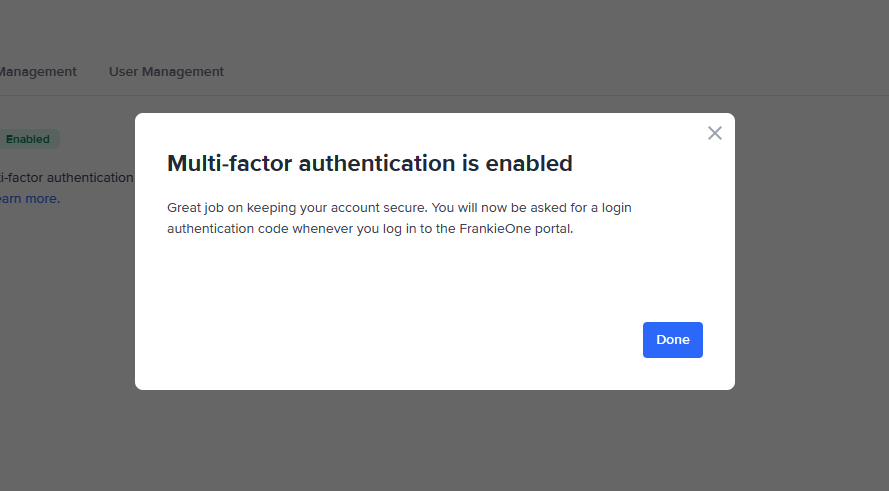 Management User Management
Enabled
i-factor authentication
earn more.
Multi-factor authentication is enabled
Great job on keeping your account secure. You will now be asked for a login
authentication code whenever you log in to the FrankieOne portal.
Done